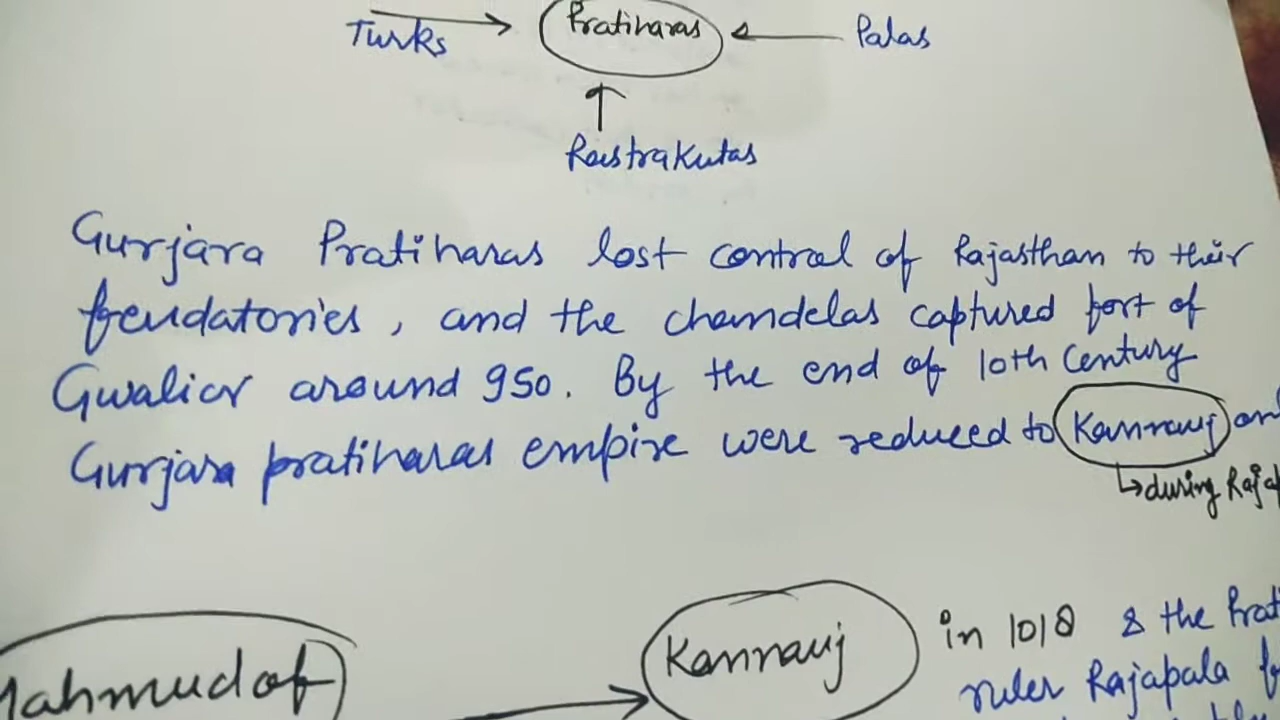 Turks → Pratiharas ← Palas
↑
Rastrakutas
Gurjara Pratiharas lost control of Rajasthan to their
feudatories, and the chandelas captured fort of
Gwalior around 950. By the end of 10th Century
Gurjara pratiharas empire were reduced to Kannauj
↳ during
Mahmud of → Kannauj in 1018 & the
ruler Rajapala